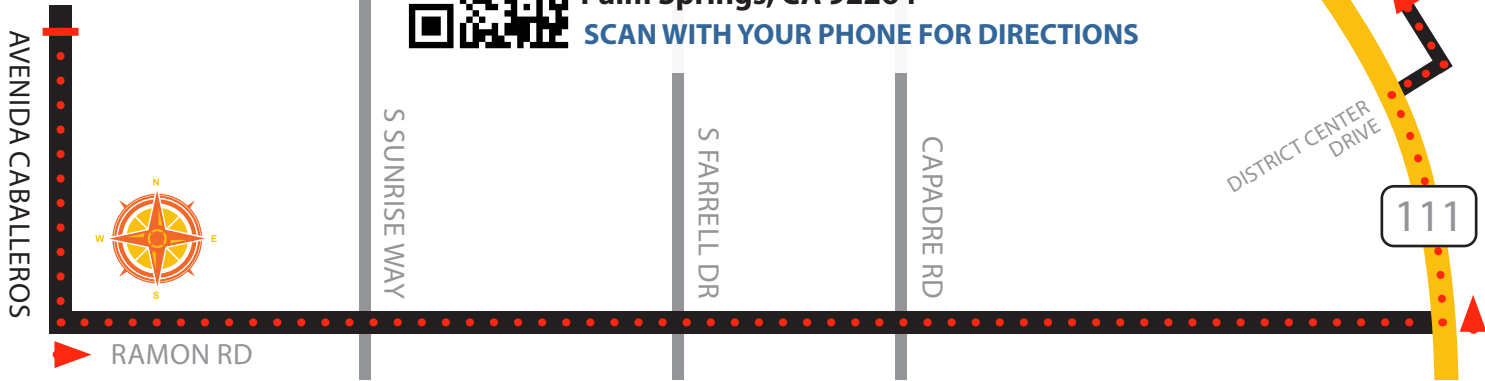 Palm Springs, CA 92264
SCAN WITH YOUR PHONE FOR DIRECTIONS
AVENIDA CABALLEROS
N
W
E
S
S SUNRISE WAY
S FARRELL DR
CAPADRE RD
DISTRICT CENTER
DRIVE
111
RAMON RD